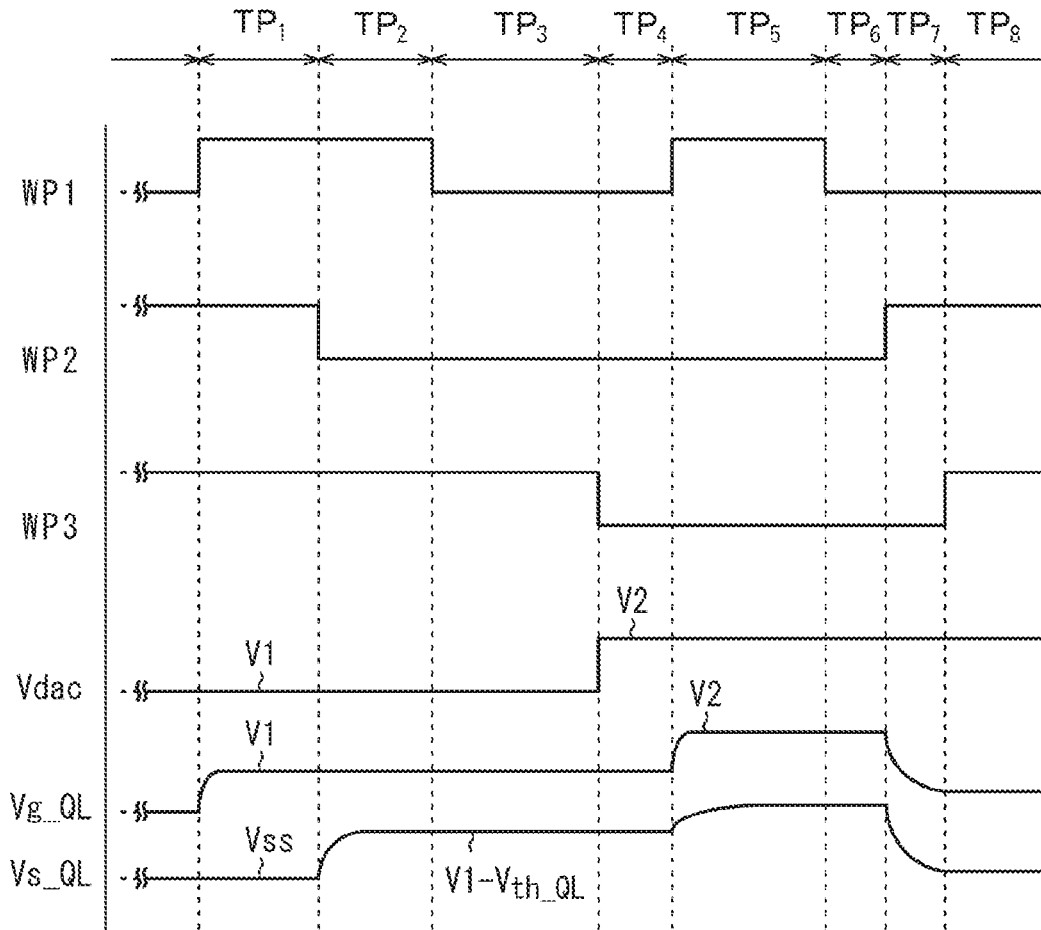 TP₁ TP₂ TP₃ TP₄ TP₅ TP₆ TP₇ TP₈
WP1
WP2
WP3
V2
V1
Vdac
V2
V1
Vg_QL
Vss
Vs_QL
V1-Vth_QL